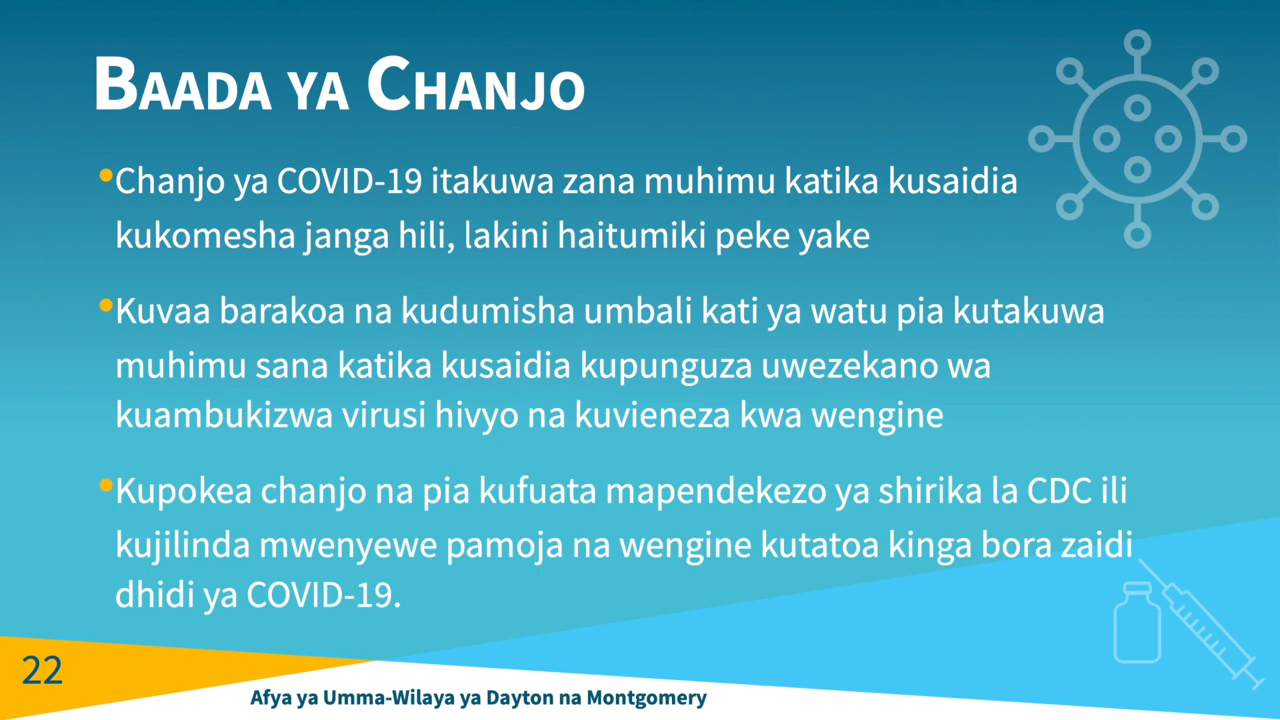 Baada ya Chanjo
•Chanjo ya COVID-19 itakuwa zana muhimu katika kusaidia
kukomesha janga hili, lakini haitumiki peke yake
•Kuvaa barakoa na kudumisha umbali kati ya watu pia kutakuwa
muhimu sana katika kusaidia kupunguza uwezekano wa
kuambukizwa virusi hivyo na kuvieneza kwa wengine
•Kupokea chanjo na pia kufuata mapendekezo ya shirika la CDC ili
kujilinda mwenyewe pamoja na wengine kutatoa kinga bora zaidi
dhidi ya COVID-19.
22
Afya ya Umma-Wilaya ya Dayton na Montgomery